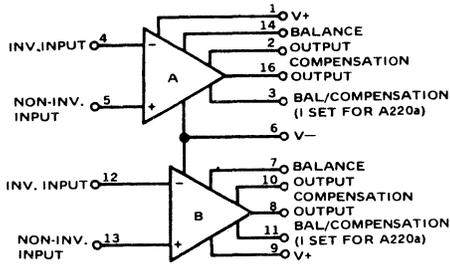 1 V+
14 BALANCE
2 OUTPUT
COMPENSATION
4 INV. INPUT
16 OUTPUT
A
5 NON-INV.
INPUT
3 BAL/COMPENSATION
(I SET FOR A220a)
6 V—
7 BALANCE
10 OUTPUT
COMPENSATION
INV. INPUT 12
8 OUTPUT
B
11 BAL/COMPENSATION
(I SET FOR A220a)
NON-INV. 13
INPUT
9 V+